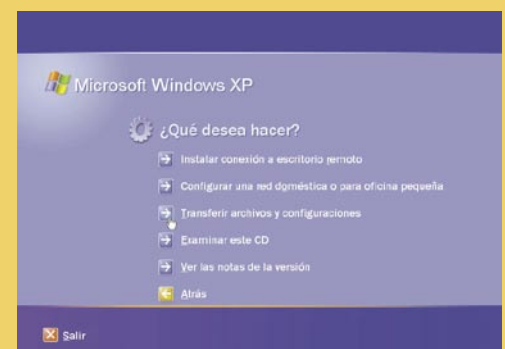 Microsoft Windows XP
¿Qué desea hacer?
Instalar conexión a escritorio remoto
Configurar una red doméstica o para oficina pequeña
Transferir archivos y configuraciones
Examinar este CD
Ver las notas de la versión
Atrás
Salir